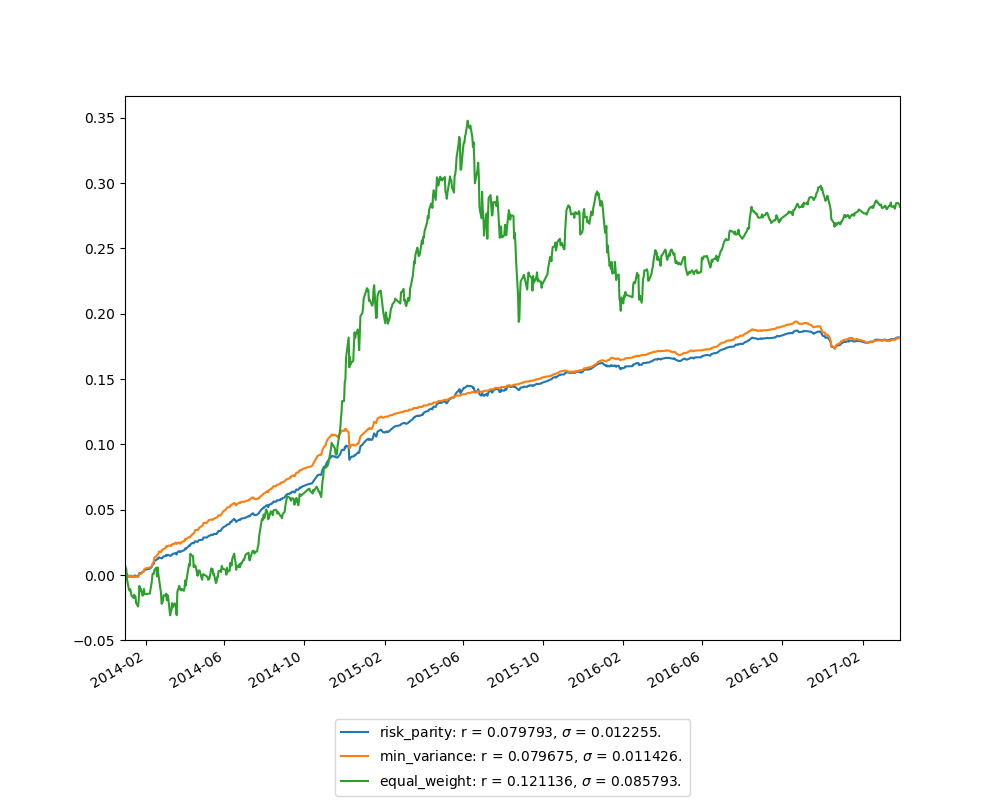 0.35
0.30
0.25
0.20
0.15
0.10
0.05
0.00
−0.05
2014-02 2014-06 2014-10 2015-02 2015-06 2015-10 2016-02 2016-06 2016-10 2017-02
risk_parity: r = 0.079793, σ = 0.012255.
min_variance: r = 0.079675, σ = 0.011426.
equal_weight: r = 0.121136, σ = 0.085793.